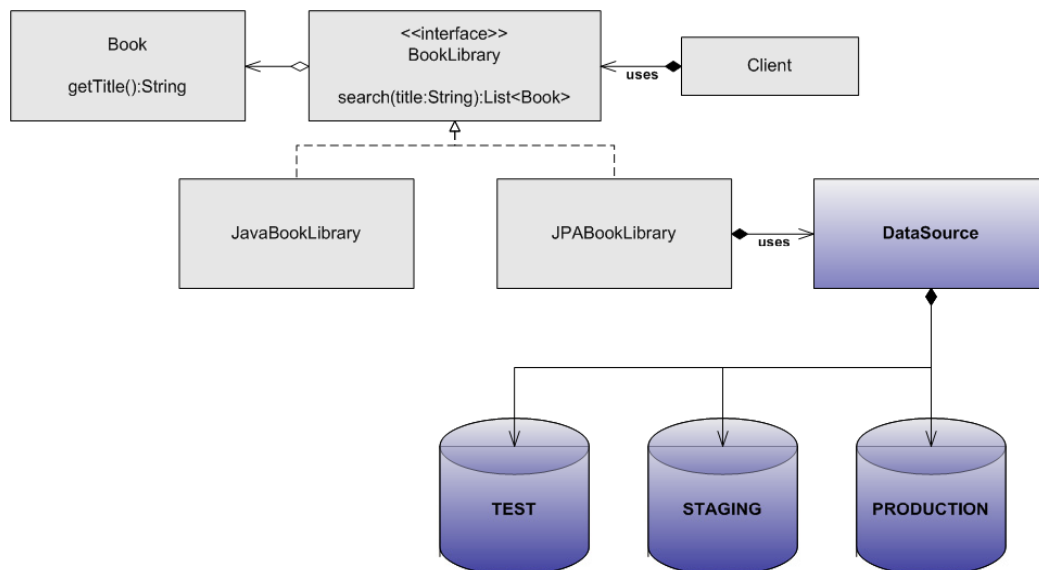 Book
getTitle():String
<<interface>>
BookLibrary
search(title:String):List<Book>
uses
Client
JavaBookLibrary
JPABookLibrary
uses
DataSource
TEST
STAGING
PRODUCTION